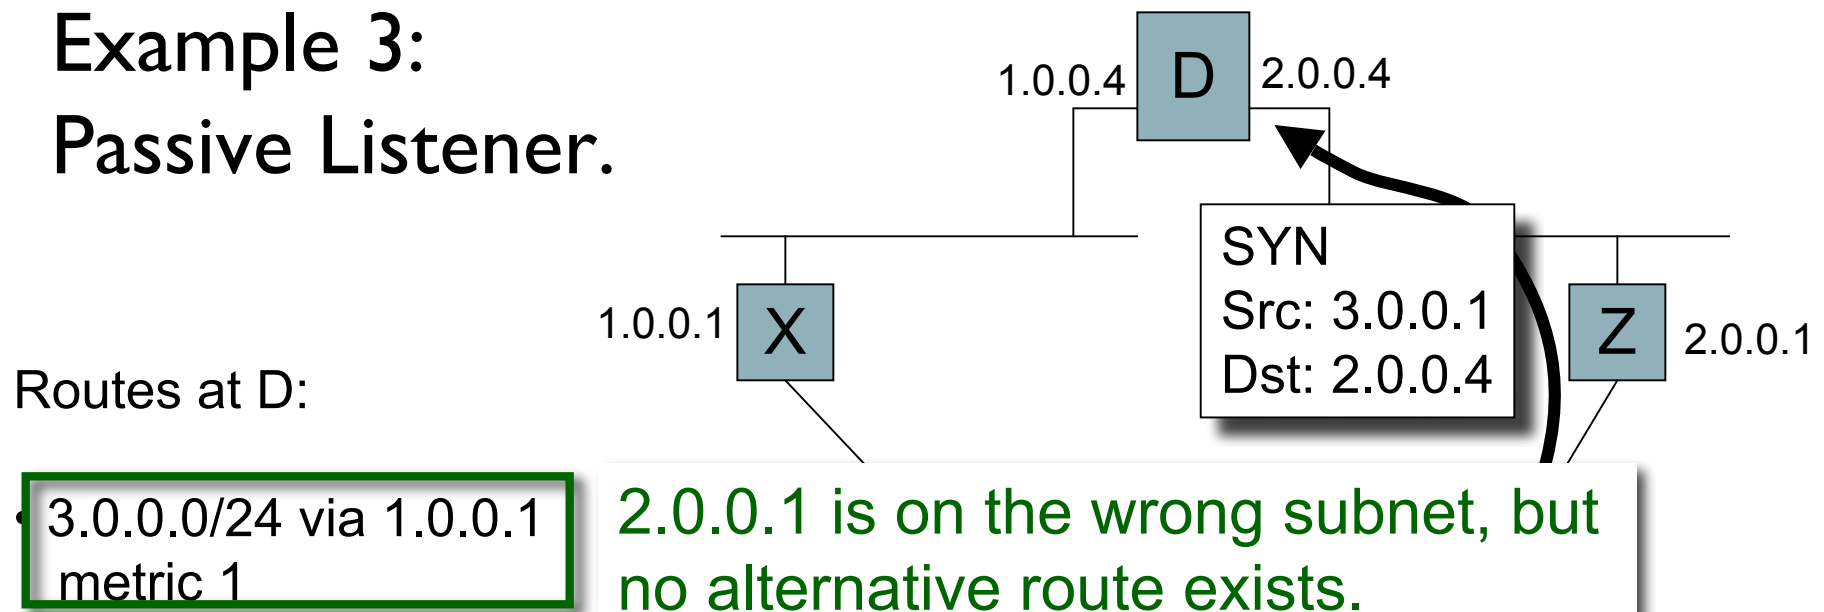 Example 3:
Passive Listener.
1.0.0.4
D
2.0.0.4
SYN
Src: 3.0.0.1
Dst: 2.0.0.4
1.0.0.1
X
Z
2.0.0.1
Routes at D:
• 3.0.0.0/24 via 1.0.0.1
metric 1
2.0.0.1 is on the wrong subnet, but
no alternative route exists.